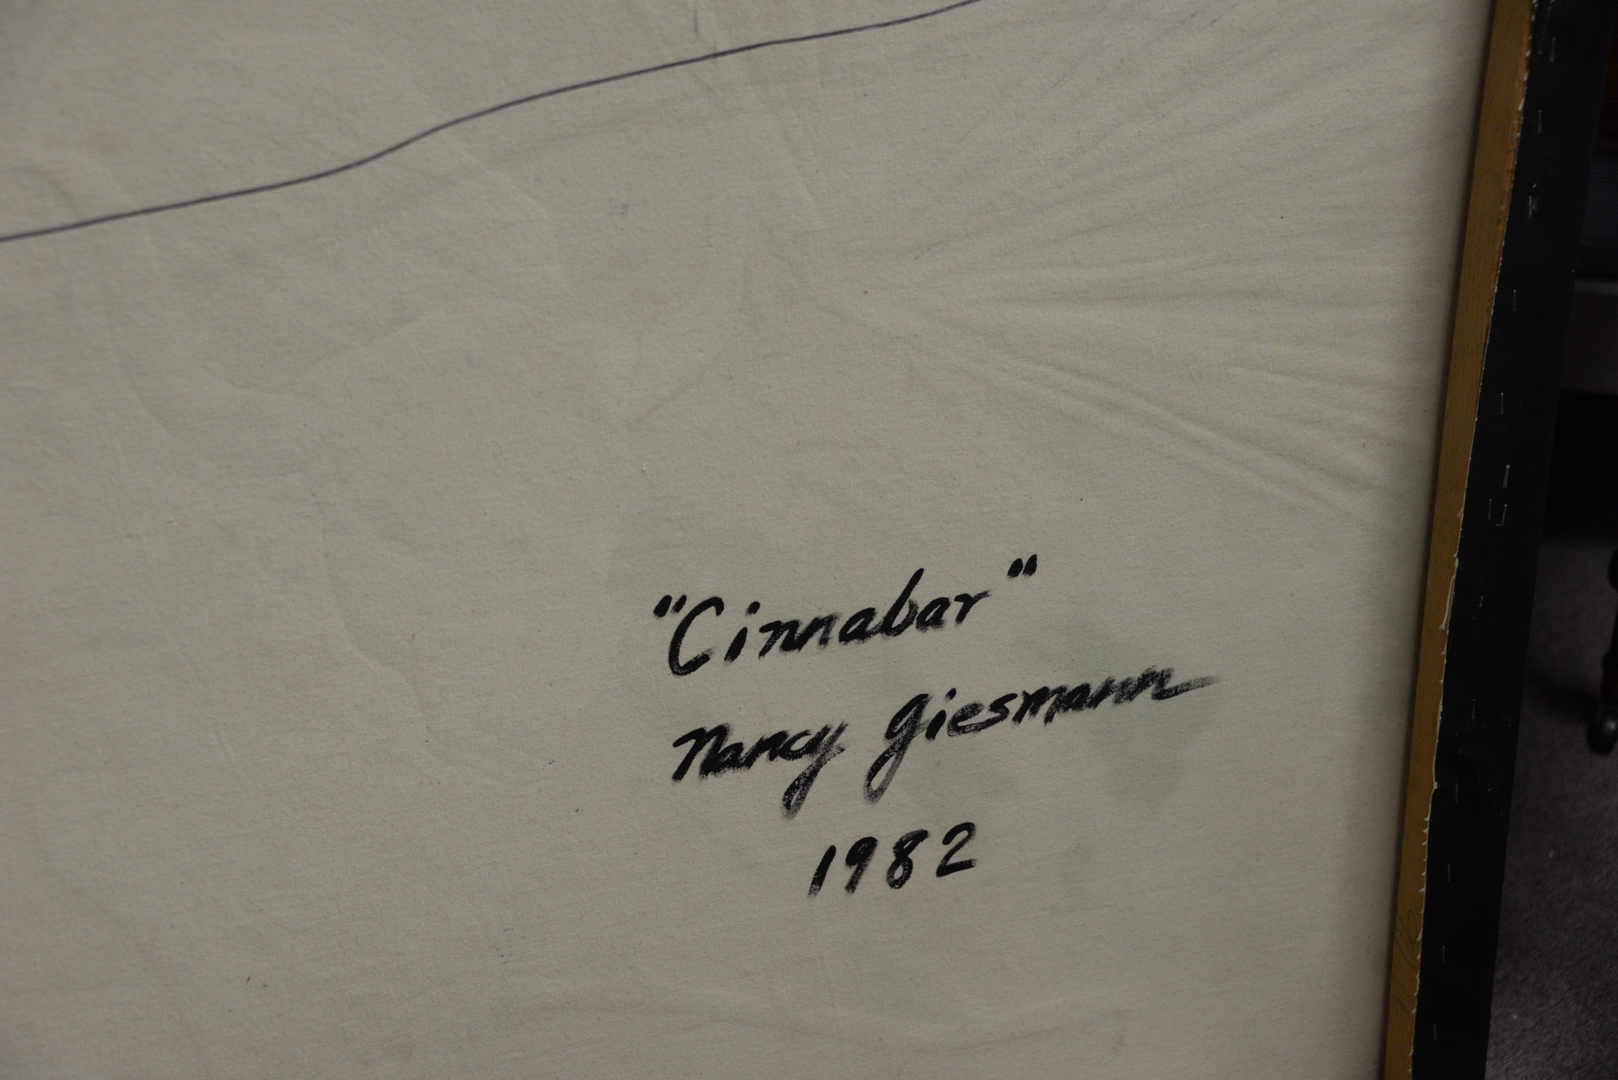 "Cinnabar"
Nancy Giesmann
1982